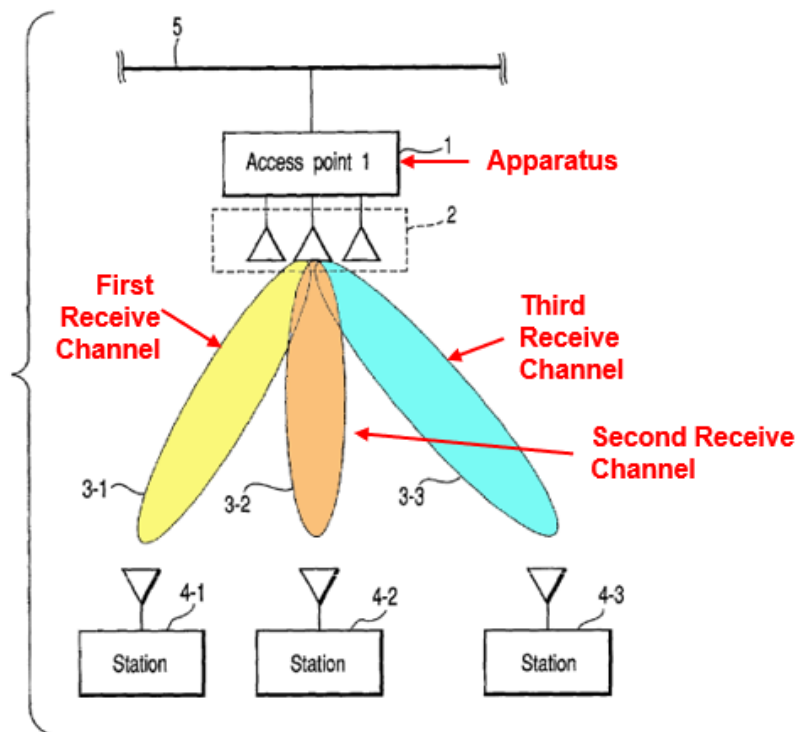 5
1
Access point 1
Apparatus
2
First
Receive
Channel
Third
Receive
Channel
Second Receive
Channel
3-1
3-2
3-3
4-1
4-2
4-3
Station
Station
Station